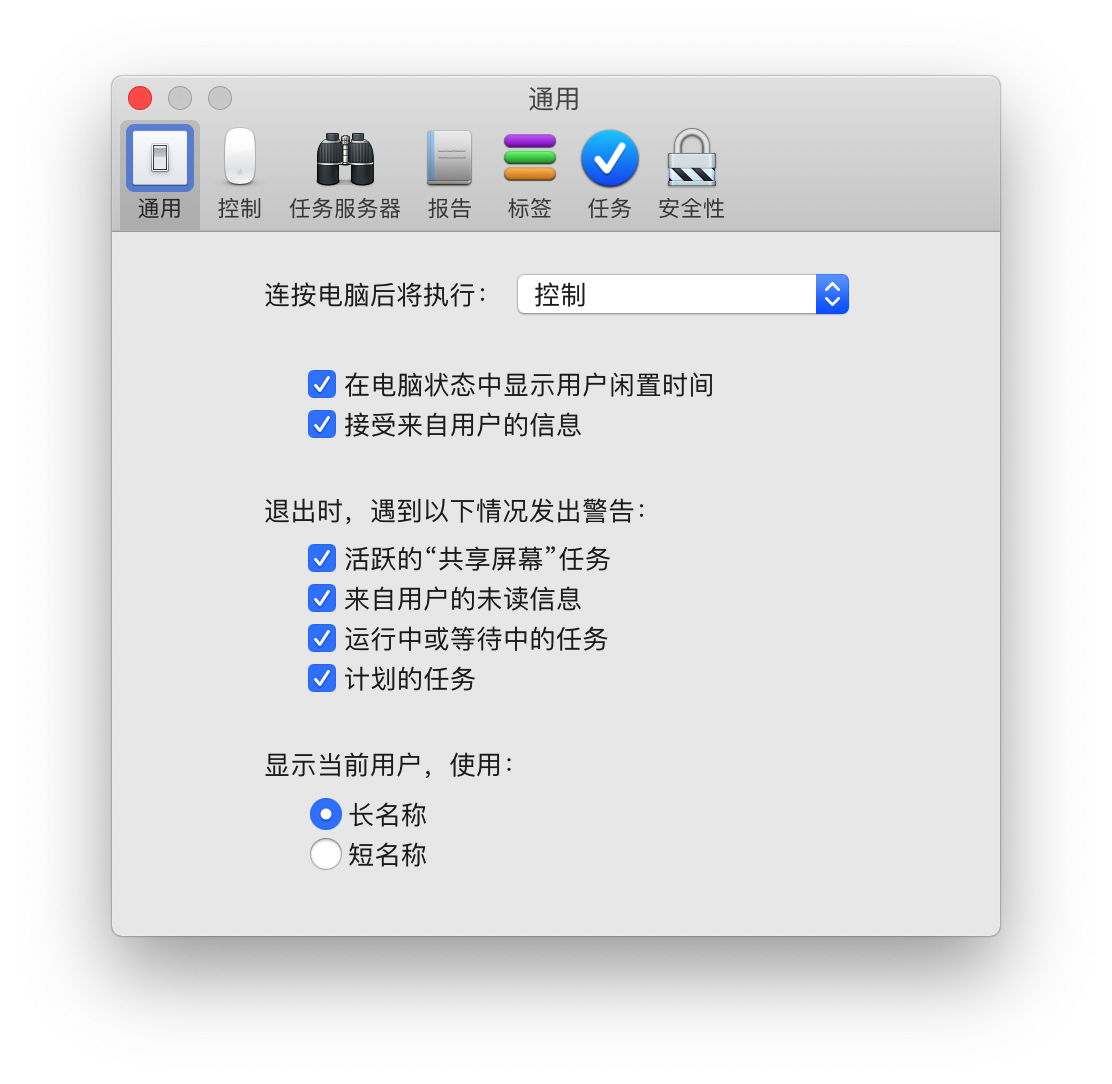 通用
通用 控制 任务服务器 报告 标签 任务 安全性
连按电脑后将执行： 控制
在电脑状态中显示用户闲置时间
接受来自用户的信息
退出时，遇到以下情况发出警告：
活跃的“共享屏幕”任务
来自用户的未读信息
运行中或等待中的任务
计划的任务
显示当前用户，使用：
长名称
短名称